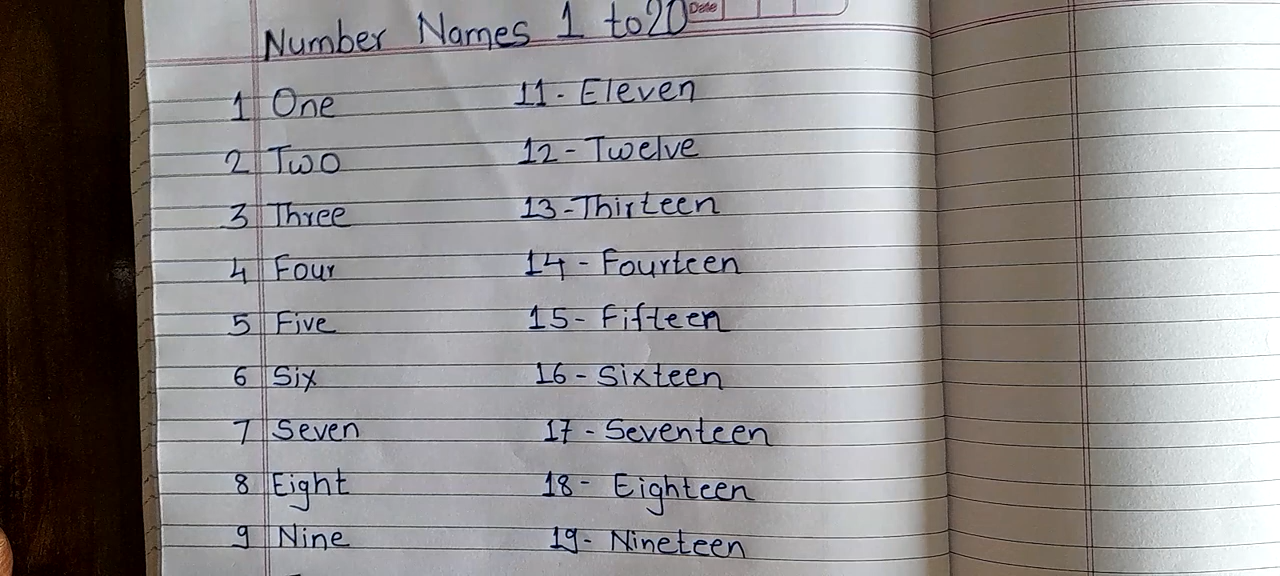 Date
Number Names 1 to 20
1 One 11- Eleven
2 Two 12- Twelve
3 Three 13-Thirteen
4 Four 14 - Fourteen
5 Five 15- Fifteen
6 Six 16- Sixteen
7 Seven 17 - Seventeen
8 Eight 18- Eighteen
9 Nine 19- Nineteen